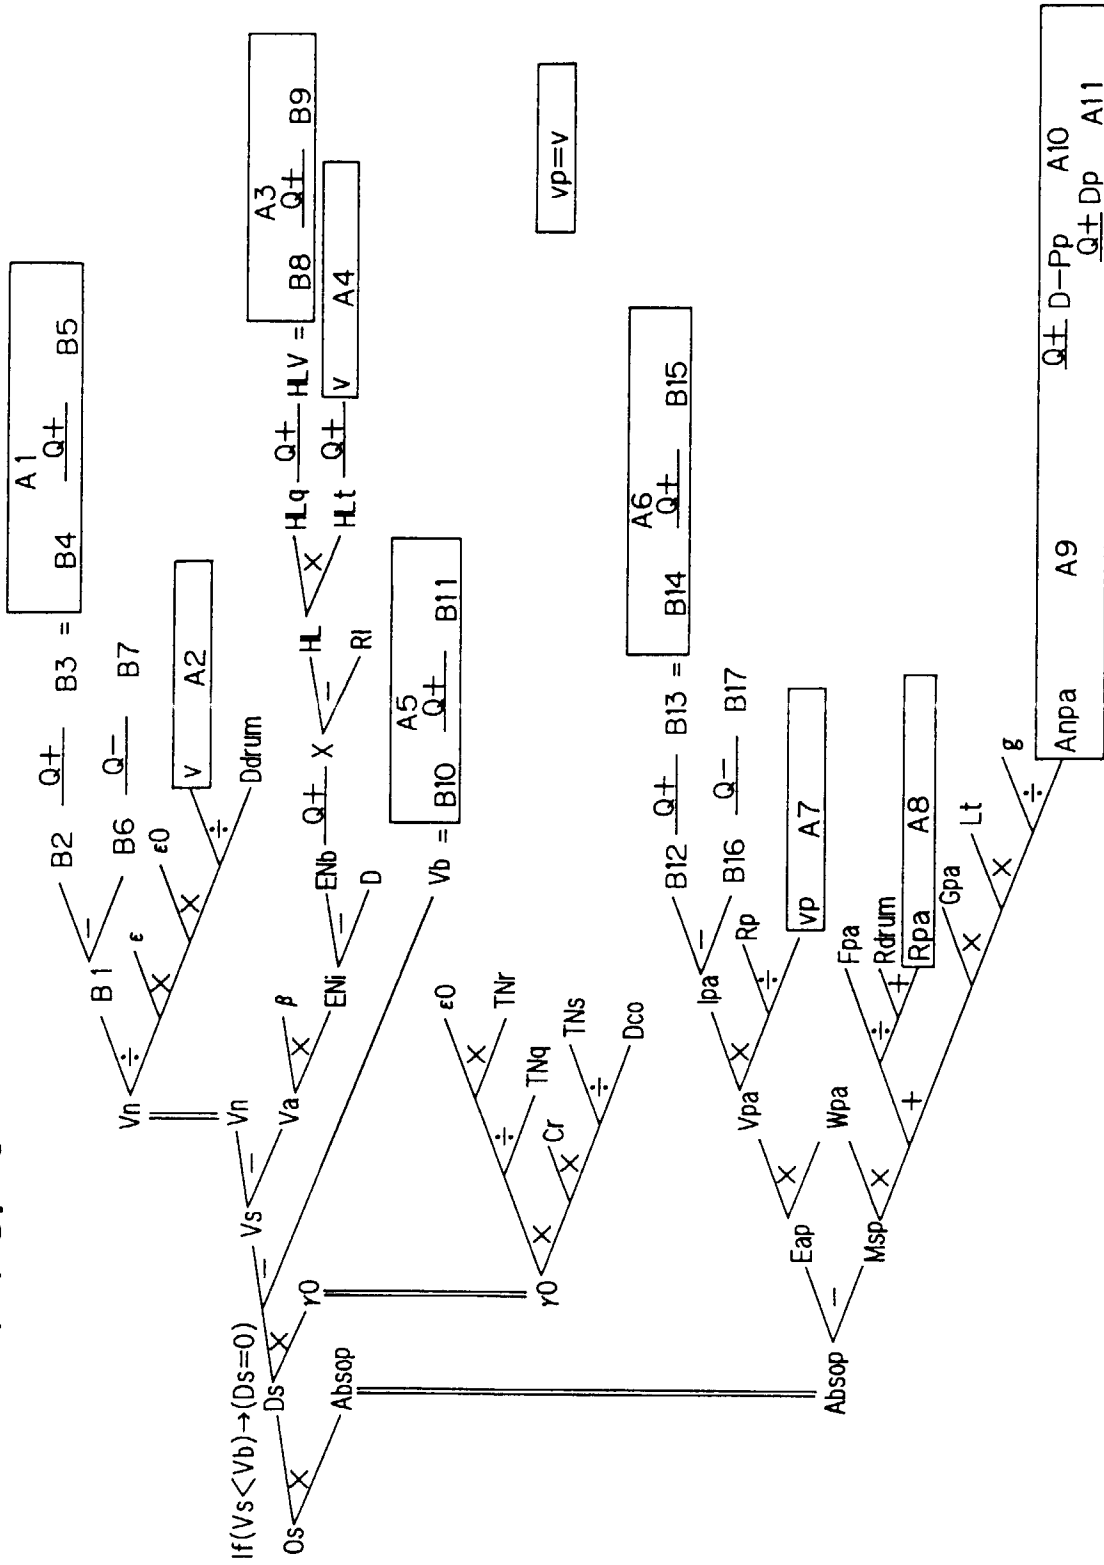 If(Vs<Vb)→(Ds=0)
Os
×
Ds
Absop
×
γ0
Vs
−
Vn
−
Va
×
β
ENi
−
ENb Q+ X
D
−
HL
Rl
×
HLq Q+ HLV =
A3
B8 Q+ B9
HLt Q+
v A4
Vb =
A5
B10 Q+ B11
Vn
÷
B1
−
B2 Q+ B3 =
A1
B4 Q+ B5
B6 Q− B7
×
ε
×
ε0
÷
v A2
Ddrum
vp=v
γ0
×
÷
×
ε0
TNr
TNq
×
Cr
÷
TNs
Dco
Absop
−
Eap
×
Vpa
×
Ipa
−
B12 Q+ B13 =
A6
B14 Q+ B15
B16 Q− B17
÷
Rp
vp A7
Wpa
Msp
×
+
÷
Fpa
+
Rdrum
Rpa A8
×
Gpa
×
Lt
÷
g
Anpa A9 Q+ D−Pp A10
Q+ Dp A11